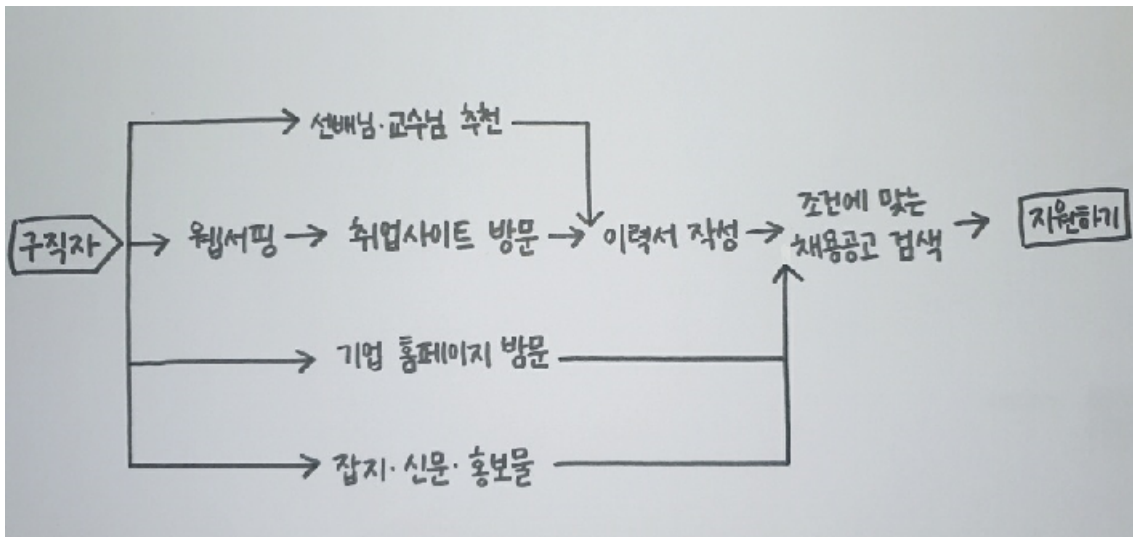 선배님·교수님 추천
구직자 웹서핑 취업사이트 방문 이력서 작성
조건에 맞는
채용공고 검색
지원하기
기업 홈페이지 방문
잡지·신문·홍보물